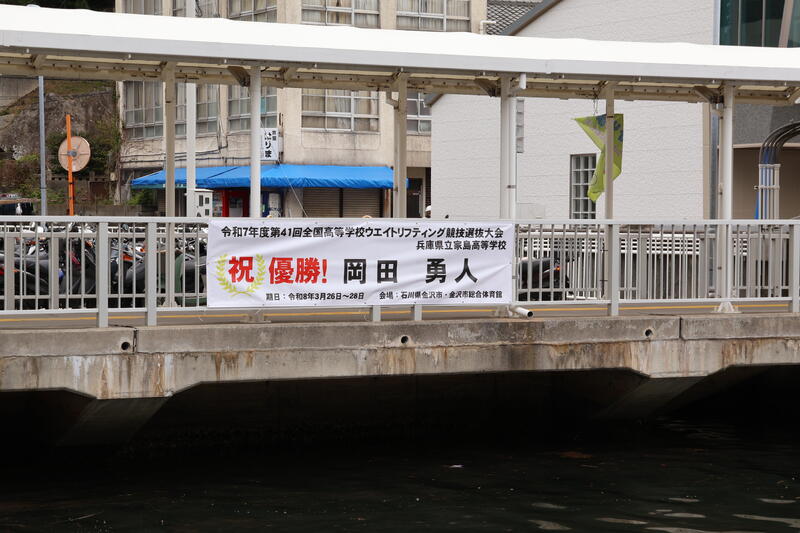 令和7年度第41回全国高等学校ウエイトリフティング競技選抜大会
兵庫県立家島高等学校
祝 優勝! 岡田 勇人
期日:令和8年3月26日~28日 会場:石川県金沢市・金沢市総合体育館